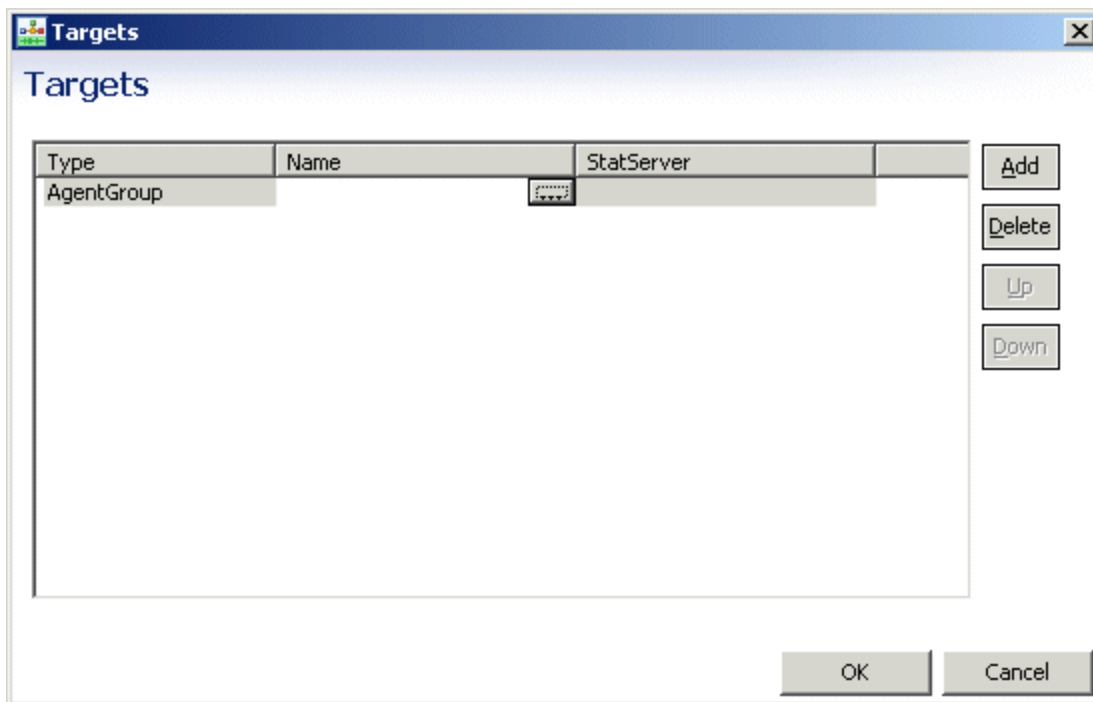 Targets
Targets
Type Name StatServer
AgentGroup ...
Add
Delete
Up
Down
OK Cancel